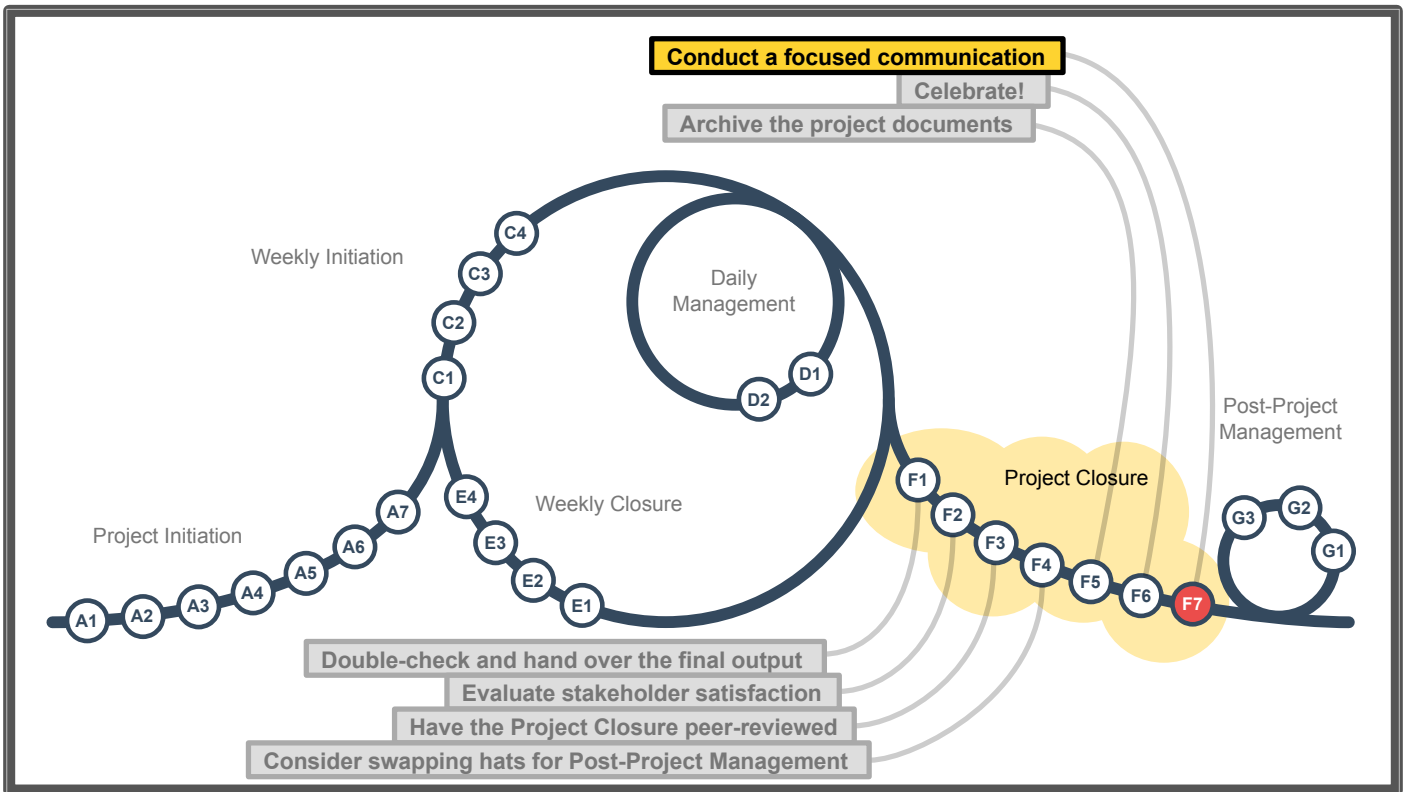 Conduct a focused communication
Celebrate!
Archive the project documents
C4
Weekly Initiation
C3
Daily
Management
C2
C1
D1
D2
Post-Project
Management
F1
Project Closure
E4
Weekly Closure
A7
F2
G3
G2
G1
Project Initiation
A6
E3
F3
A5
E2
F4
A4
F5
A3
E1
F6
F7
A2
A1
Double-check and hand over the final output
Evaluate stakeholder satisfaction
Have the Project Closure peer-reviewed
Consider swapping hats for Post-Project Management